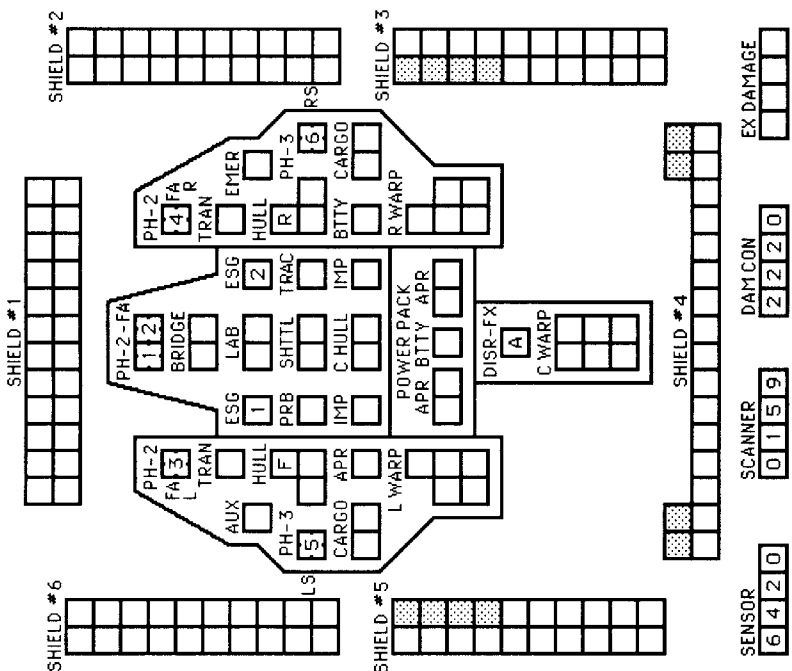 SHIELD #1
SHIELD #6
SHIELD #2
PH-2-FA
1 2
PH-2
FA 3
L
PH-2
4 FA
R
BRIDGE
TRAN
TRAN
AUX
ESG
1
LAB
ESG
2
EMER
HULL
F
HULL
R
PH-3
5
LS
PRB
SHTTL
TRAC
PH-3
6
RS
CARGO
APR
IMP
C HULL
IMP
BTTY
CARGO
L WARP
POWER PACK
APR BTTY APR
R WARP
SHIELD #5
SHIELD #3
DISR-FX
A
C WARP
SHIELD #4
SENSOR
6 4 2 0
SCANNER
0 1 5 9
DAM CON
2 2 2 0
EX DAMAGE